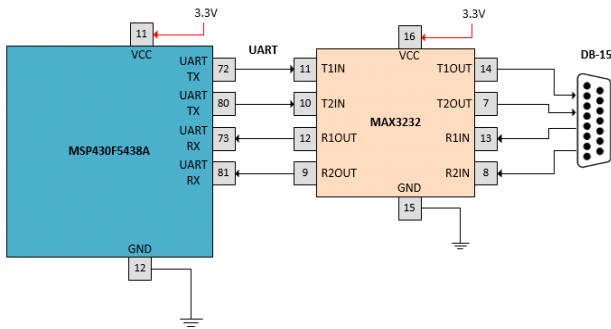 3.3V
11
VCC
MSP430F5438A
UART
TX
72
UART
TX
80
UART
RX
73
UART
RX
81
GND
12
UART
3.3V
16
VCC
MAX3232
11
T1IN
10
T2IN
12
R1OUT
9
R2OUT
T1OUT
14
T2OUT
7
R1IN
13
R2IN
8
GND
15
DB-15